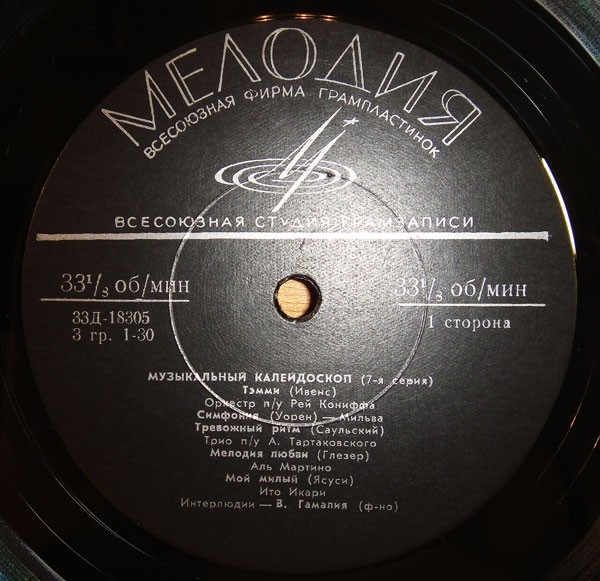 МЕЛОДИЯ
ВСЕСОЮЗНАЯ ФИРМА ГРАМПЛАСТИНОК
ВСЕСОЮЗНАЯ СТУДИЯ ГРАМЗАПИСИ
33⅓ об/мин
33⅓ об/мин
33Д-18305
3 гр. 1-30
1 сторона
МУЗЫКАЛЬНЫЙ КАЛЕЙДОСКОП (7-я серия)
Тэмми (Ивенс)
Оркестр п/у Рей Кониффа
Симфония (Уорен) — Мильва
Тревожный ритм (Саульский)
Трио п/у А. Тартаковского
Мелодия любви (Глезер)
Аль Мартино
Мой милый (Ясуси)
Ито Икари
Интерлюдии — В. Гамалия (ф-но)